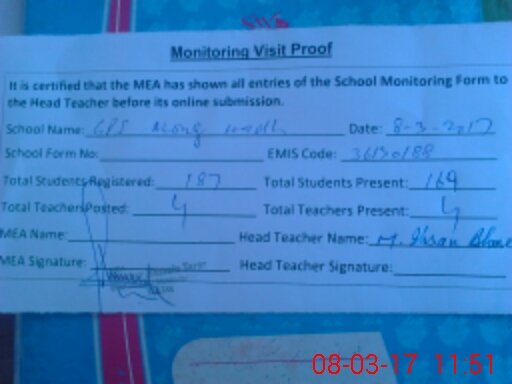 Monitoring Visit Proof
It is certified that the MEA has shown all entries of the School Monitoring Form to
the Head Teacher before its online submission.
School Name: GPS Date: 8-3-2017
School Form No: EMIS Code: 36130188
Total Students Registered: 187 Total Students Present: 169
Total Teachers Posted: 4 Total Teachers Present: 4
MEA Name: Head Teacher Name: M. Ihsan
MEA Signature: Head Teacher Signature:
08-03-17 11:51